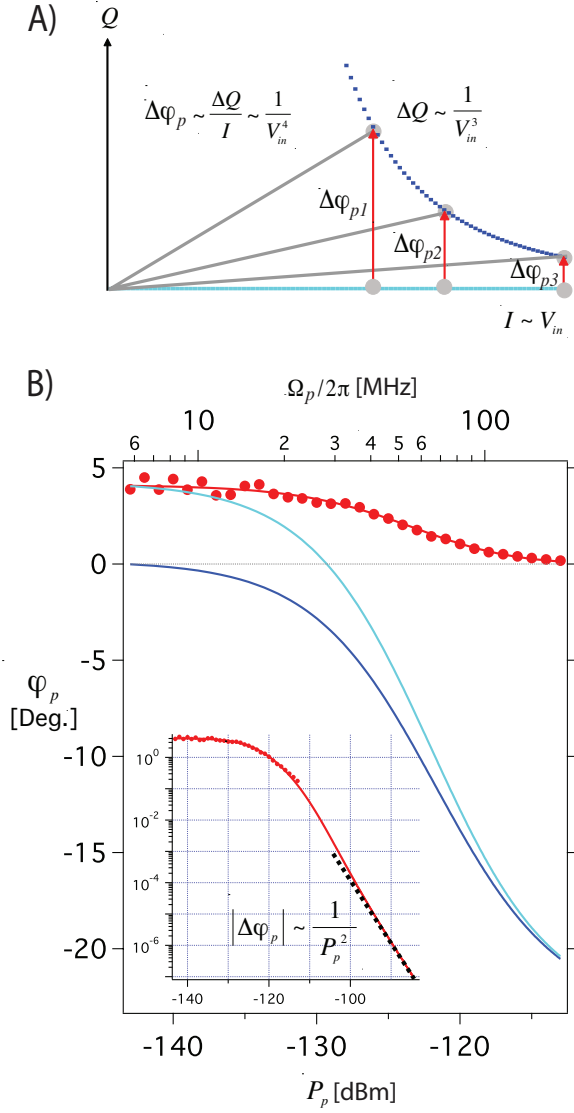 A)
Q
Δφp ~ ΔQ/I ~ 1/Vin^4
ΔQ ~ 1/Vin^3
Δφp1
Δφp2
Δφp3
I ~ Vin
B)
Ωp/2π [MHz]
10 100
6 2 3 4 5 6
5
0
-5
-10
-15
-20
φp
[Deg.]
10^0
10^-2
10^-4
10^-6
|Δφp| ~ 1/Pp^2
-140 -120 -100
-140 -130 -120
Pp [dBm]